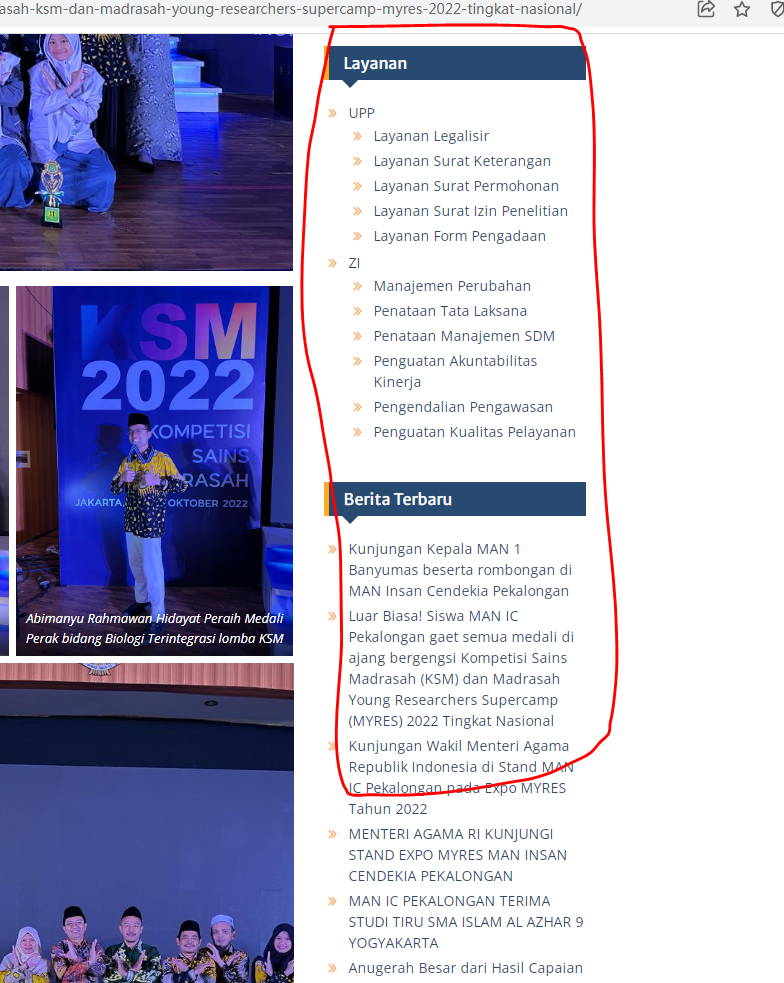 asah-ksm-dan-madrasah-young-researchers-supercamp-myres-2022-tingkat-nasional/
KSM
2022
KOMPETISI
SAINS
RASAH
JAKARTA,
OKTOBER 2022
Abimanyu Rahmawan Hidayat Peraih Medali
Perak bidang Biologi Terintegrasi lomba KSM
Layanan
UPP
Layanan Legalisir
Layanan Surat Keterangan
Layanan Surat Permohonan
Layanan Surat Izin Penelitian
Layanan Form Pengadaan
ZI
Manajemen Perubahan
Penataan Tata Laksana
Penataan Manajemen SDM
Penguatan Akuntabilitas
Kinerja
Pengendalian Pengawasan
Penguatan Kualitas Pelayanan
Berita Terbaru
Kunjungan Kepala MAN 1
Banyumas beserta rombongan di
MAN Insan Cendekia Pekalongan
Luar Biasa! Siswa MAN IC
Pekalongan gaet semua medali di
ajang bergengsi Kompetisi Sains
Madrasah (KSM) dan Madrasah
Young Researchers Supercamp
(MYRES) 2022 Tingkat Nasional
Kunjungan Wakil Menteri Agama
Republik Indonesia di Stand MAN
IC Pekalongan pada Expo MYRES
Tahun 2022
MENTERI AGAMA RI KUNJUNGI
STAND EXPO MYRES MAN INSAN
CENDEKIA PEKALONGAN
MAN IC PEKALONGAN TERIMA
STUDI TIRU SMA ISLAM AL AZHAR 9
YOGYAKARTA
Anugerah Besar dari Hasil Capaian